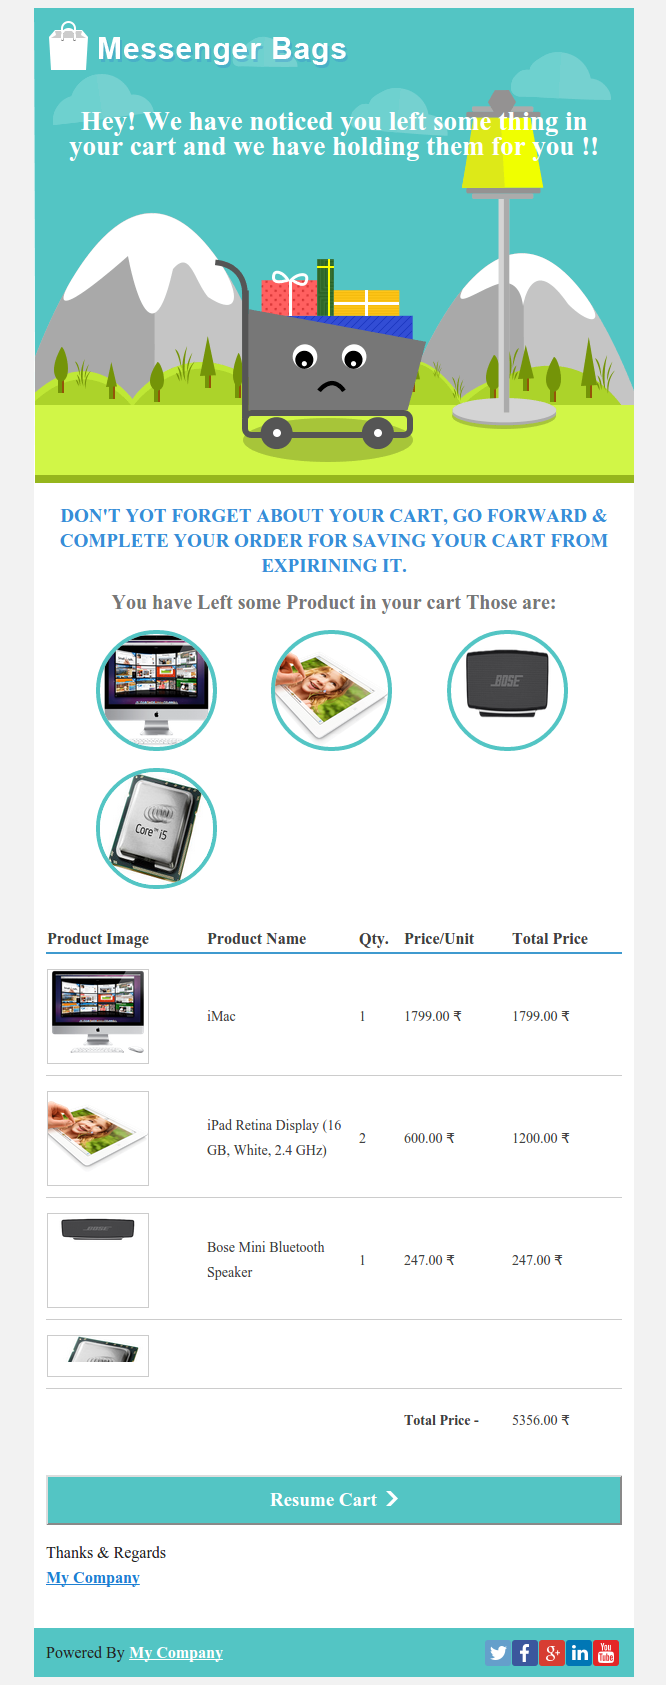 Messenger Bags
Hey! We have noticed you left some thing in
your cart and we have holding them for you !!
DON'T YOT FORGET ABOUT YOUR CART, GO FORWARD &
COMPLETE YOUR ORDER FOR SAVING YOUR CART FROM
EXPIRINING IT.
You have Left some Product in your cart Those are:
BOSE
Core™ i5
Product Image Product Name Qty. Price/Unit Total Price
iMac 1 1799.00 ₹ 1799.00 ₹
iPad Retina Display (16
GB, White, 2.4 GHz) 2 600.00 ₹ 1200.00 ₹
BOSE
Bose Mini Bluetooth
Speaker 1 247.00 ₹ 247.00 ₹
Total Price - 5356.00 ₹
Resume Cart
Thanks & Regards
My Company
Powered By My Company
f g+ in You Tube